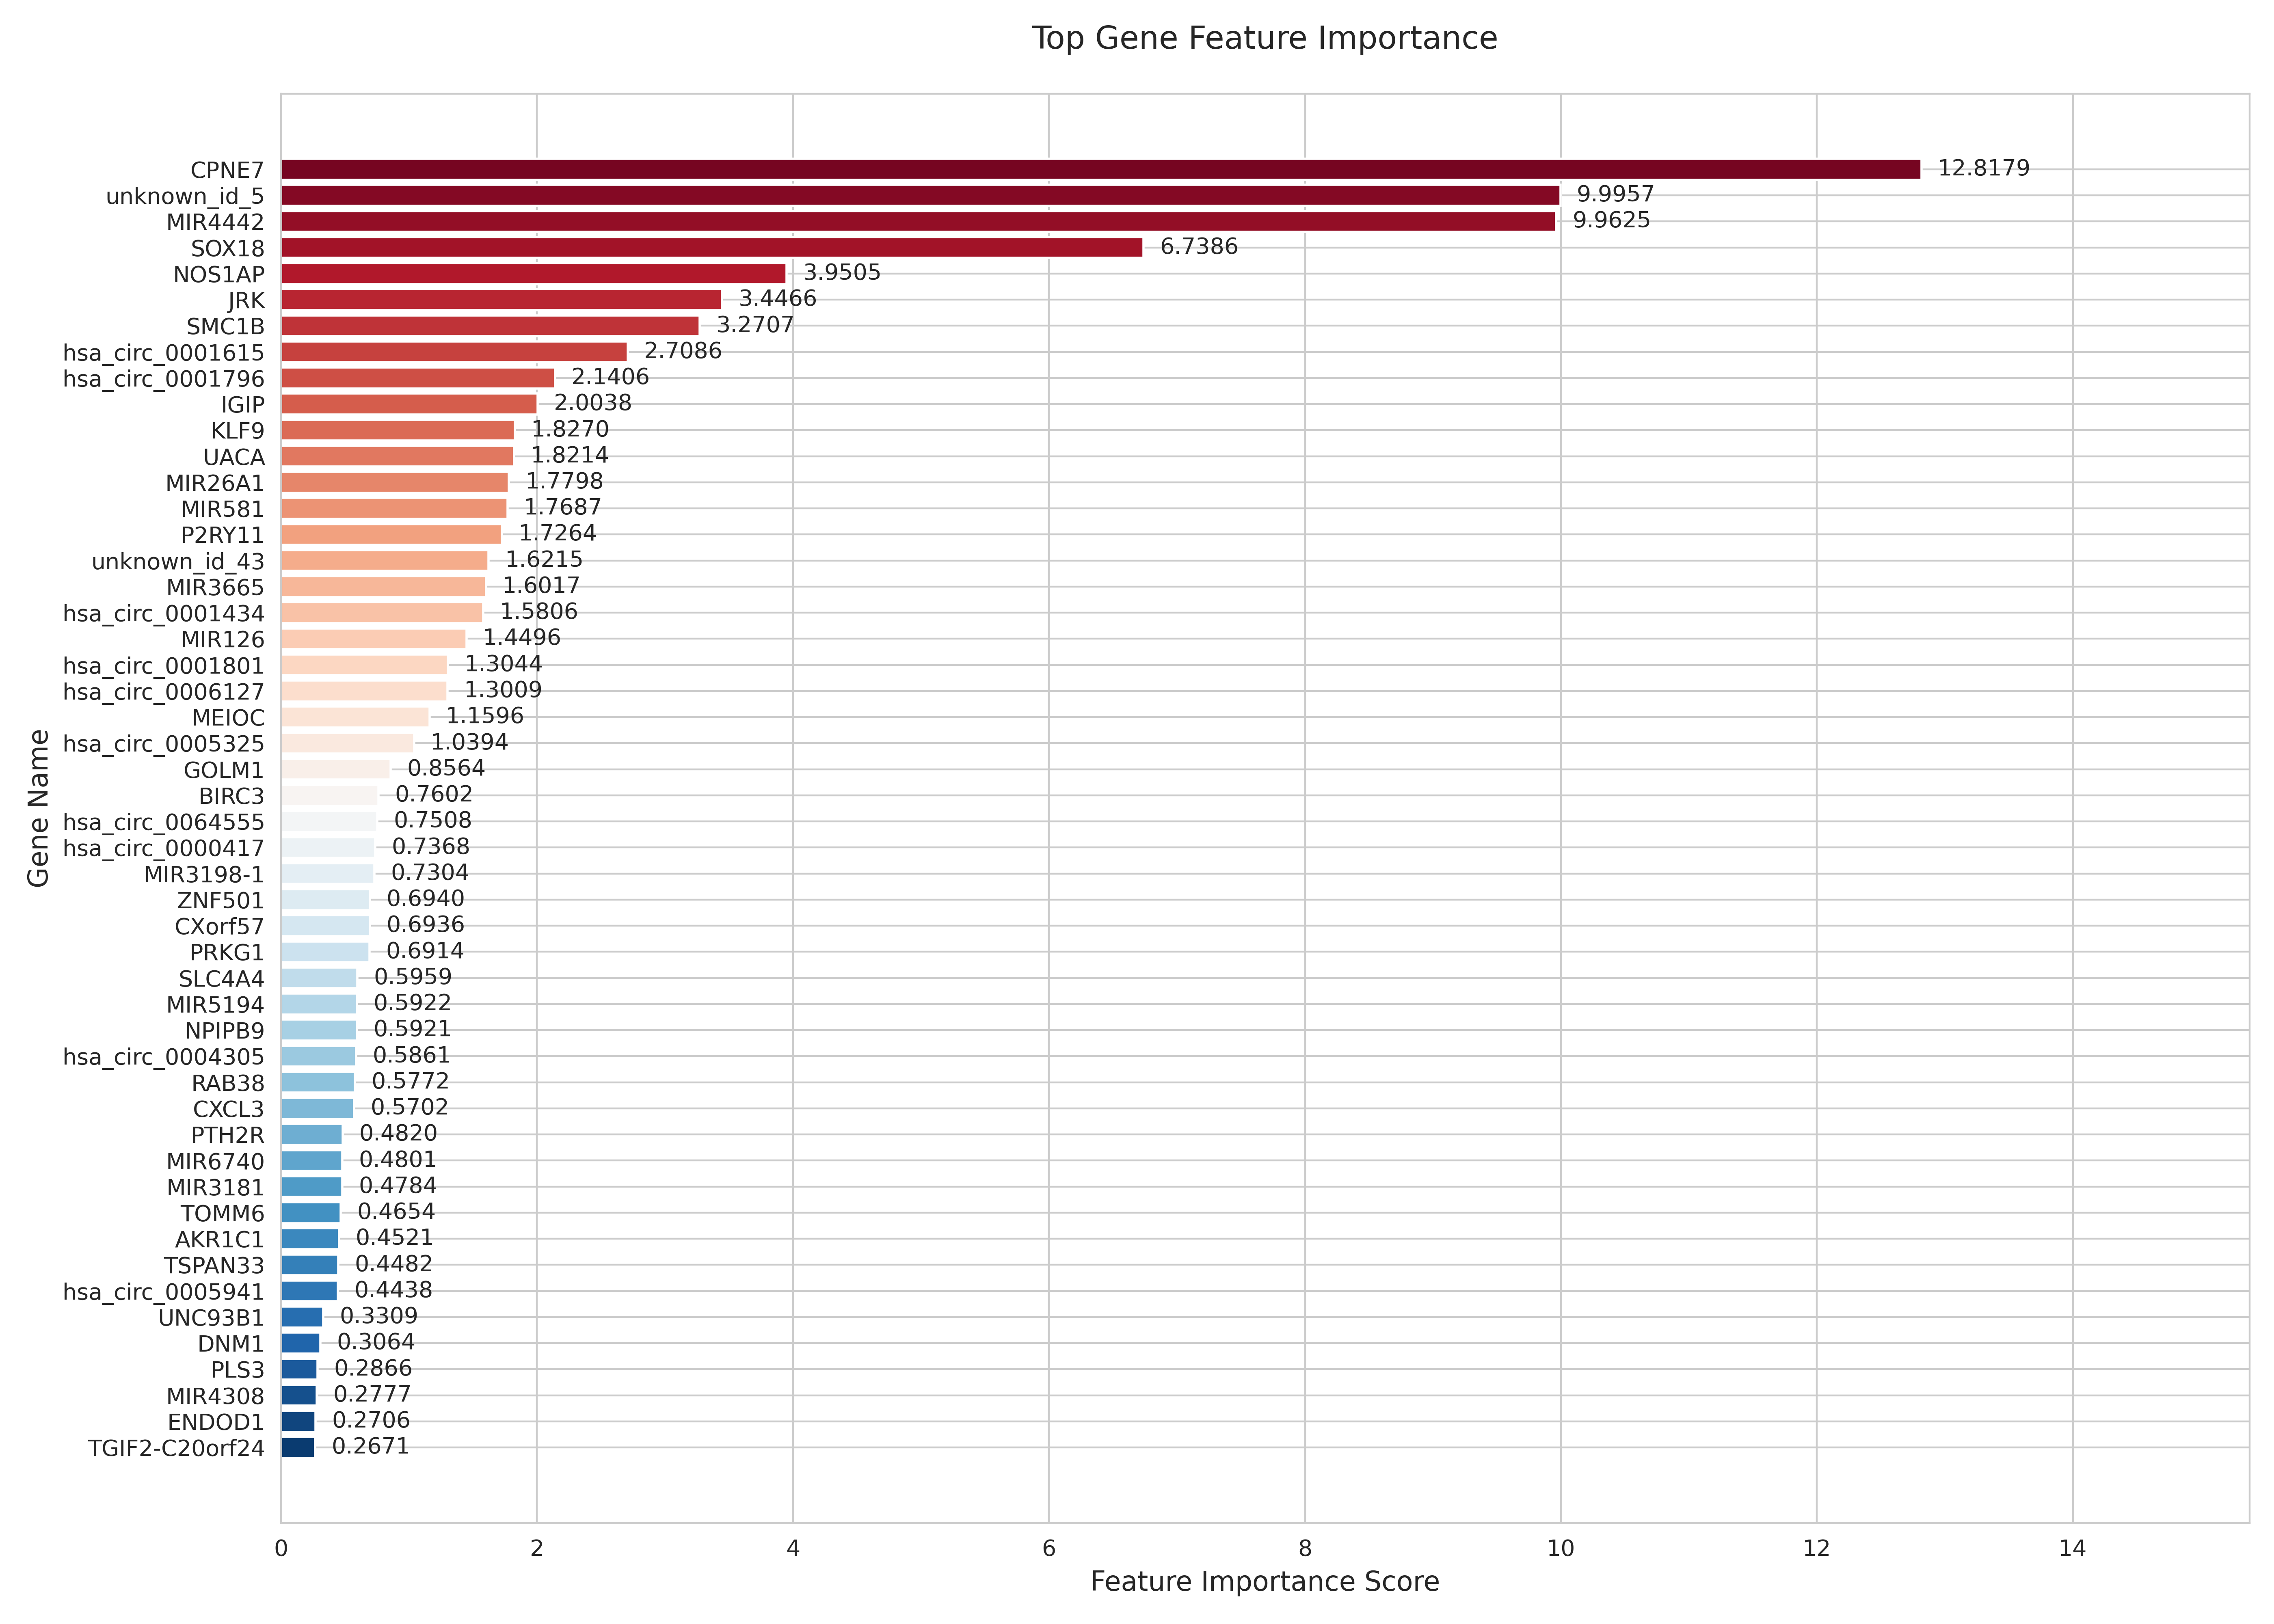 Top Gene Feature Importance
CPNE7 12.8179
unknown_id_5 9.9957
MIR4442 9.9625
SOX18 6.7386
NOS1AP 3.9505
JRK 3.4466
SMC1B 3.2707
hsa_circ_0001615 2.7086
hsa_circ_0001796 2.1406
IGIP 2.0038
KLF9 1.8270
UACA 1.8214
MIR26A1 1.7798
MIR581 1.7687
P2RY11 1.7264
unknown_id_43 1.6215
MIR3665 1.6017
hsa_circ_0001434 1.5806
MIR126 1.4496
hsa_circ_0001801 1.3044
hsa_circ_0006127 1.3009
MEIOC 1.1596
hsa_circ_0005325 1.0394
GOLM1 0.8564
BIRC3 0.7602
hsa_circ_0064555 0.7508
hsa_circ_0000417 0.7368
MIR3198-1 0.7304
ZNF501 0.6940
CXorf57 0.6936
PRKG1 0.6914
SLC4A4 0.5959
MIR5194 0.5922
NPIPB9 0.5921
hsa_circ_0004305 0.5861
RAB38 0.5772
CXCL3 0.5702
PTH2R 0.4820
MIR6740 0.4801
MIR3181 0.4784
TOMM6 0.4654
AKR1C1 0.4521
TSPAN33 0.4482
hsa_circ_0005941 0.4438
UNC93B1 0.3309
DNM1 0.3064
PLS3 0.2866
MIR4308 0.2777
ENDOD1 0.2706
TGIF2-C20orf24 0.2671
Gene Name
0 2 4 6 8 10 12 14
Feature Importance Score